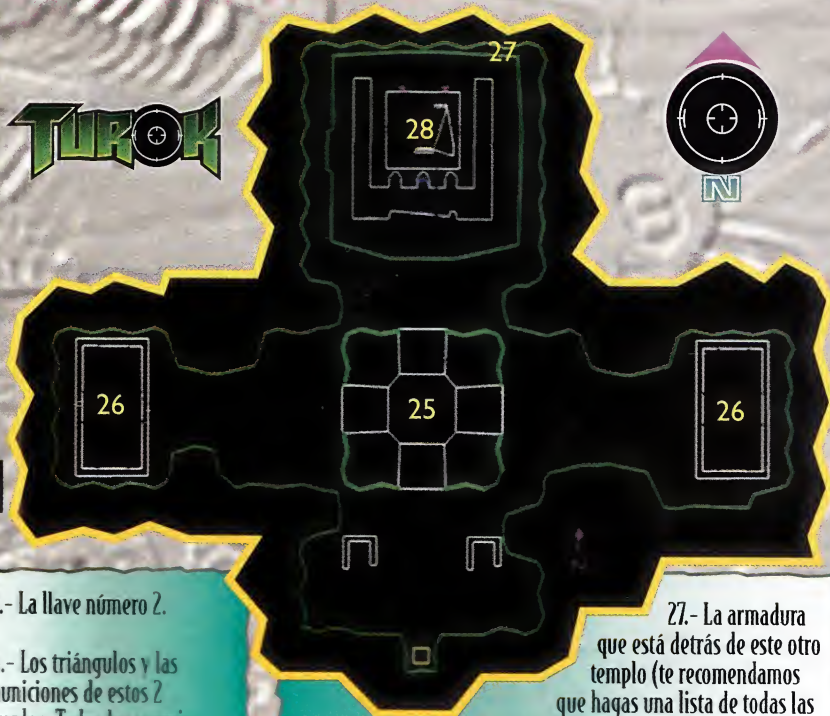 TUROK
27
28
N
26
25
26
.- La llave número 2.
.- Los triángulos y las
uniciones de estos 2
27.- La armadura
que está detrás de este otro
templo (te recomendamos
que hagas una lista de todas las